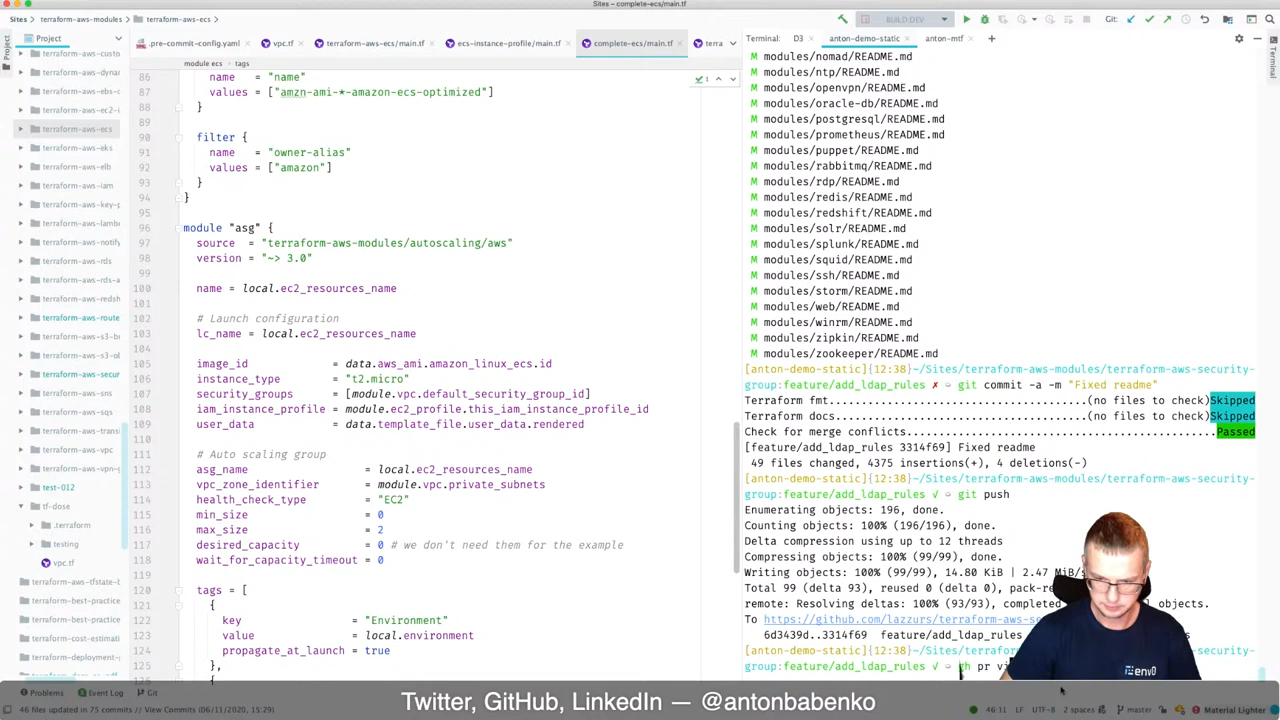 Sites – complete-ecs/main.tf
Sites
terraform-aws-modules
terraform-aws-ecs
BUILD DEV
Git:
Project
Project
.pre-commit-config.yaml
vpc.tf
terraform-aws-ecs/main.tf
ecs-instance-profile/main.tf
complete-ecs/main.tf
terra
module ecs
tags
1
terraform-aws-custo
terraform-aws-dyna
terraform-aws-ebs-o
terraform-aws-ec2-i
terraform-aws-ecs
terraform-aws-eks
terraform-aws-elb
terraform-aws-iam
terraform-aws-key-p
terraform-aws-lambd
terraform-aws-notify
terraform-aws-rds
terraform-aws-rds-a
terraform-aws-redsh
terraform-aws-route
terraform-aws-s3-b
terraform-aws-s3-ob
terraform-aws-secur
terraform-aws-sns
terraform-aws-sqs
terraform-aws-transi
terraform-aws-vpc
terraform-aws-vpn-g
test-012
tf-dose
.terraform
testing
vpc.tf
terraform-aws-tfstate-b
terraform-best-practice
terraform-best-practice
terraform-cost-estimati
terraform-deployment-
86 name = "name"
87 values = ["amzn-ami-*-amazon-ecs-optimized"]
88 }
89
90 filter {
91 name = "owner-alias"
92 values = ["amazon"]
93 }
94 }
95
96 module "asg" {
97 source = "terraform-aws-modules/autoscaling/aws"
98 version = "~> 3.0"
99
100 name = local.ec2_resources_name
101
102 # Launch configuration
103 lc_name = local.ec2_resources_name
104
105 image_id = data.aws_ami.amazon_linux_ecs.id
106 instance_type = "t2.micro"
107 security_groups = [module.vpc.default_security_group_id]
108 iam_instance_profile = module.ec2_profile.this_iam_instance_profile_id
109 user_data = data.template_file.user_data.rendered
110
111 # Auto scaling group
112 asg_name = local.ec2_resources_name
113 vpc_zone_identifier = module.vpc.private_subnets
114 health_check_type = "EC2"
115 min_size = 0
116 max_size = 2
117 desired_capacity = 0 # we don't need them for the example
118 wait_for_capacity_timeout = 0
119
120 tags = [
121 {
122 key = "Environment"
123 value = local.environment
124 propagate_at_launch = true
125 },
{
Terminal: D3 anton-demo-static anton-mtf
Terminal
M modules/nomad/README.md
M modules/ntp/README.md
M modules/openvpn/README.md
M modules/oracle-db/README.md
M modules/postgresql/README.md
M modules/prometheus/README.md
M modules/puppet/README.md
M modules/rabbitmq/README.md
M modules/rdp/README.md
M modules/redis/README.md
M modules/redshift/README.md
M modules/solr/README.md
M modules/splunk/README.md
M modules/squid/README.md
M modules/ssh/README.md
M modules/storm/README.md
M modules/web/README.md
M modules/winrm/README.md
M modules/zipkin/README.md
M modules/zookeeper/README.md
[anton-demo-static]{12:38}~/Sites/terraform-aws-modules/terraform-aws-security-
group:feature/add_ldap_rules ✗ git commit -a -m "Fixed readme"
Terraform fmt........................................(no files to check)Skipped
Terraform docs.......................................(no files to check)Skipped
Check for merge conflicts................................................Passed
[feature/add_ldap_rules 3314f69] Fixed readme
49 files changed, 4375 insertions(+), 4 deletions(-)
[anton-demo-static]{12:38}~/Sites/terraform-aws-modules/terraform-aws-security-
group:feature/add_ldap_rules √ git push
Enumerating objects: 196, done.
Counting objects: 100% (196/196), done.
Delta compression using up to 12 threads
Compressing objects: 100% (99/99), done.
Writing objects: 100% (99/99), 14.80 KiB | 2.47 MiB/s
Total 99 (delta 93), reused 0 (delta 0), pack-re
remote: Resolving deltas: 100% (93/93), completed objects.
To https://github.com/lazzurs/terraform-aws-se
6d3439d..3314f69 feature/add_ldap_rules
[anton-demo-static]{12:38}~/Sites/terra
group:feature/add_ldap_rules √ gh pr vi
env0
Problems
Event Log
Git
Twitter, GitHub, LinkedIn — @antonbabenko
46 files updated in 75 commits // View Commits (06/11/2020, 15:29)
46:11 LF UTF-8 2 spaces master Material Lighter